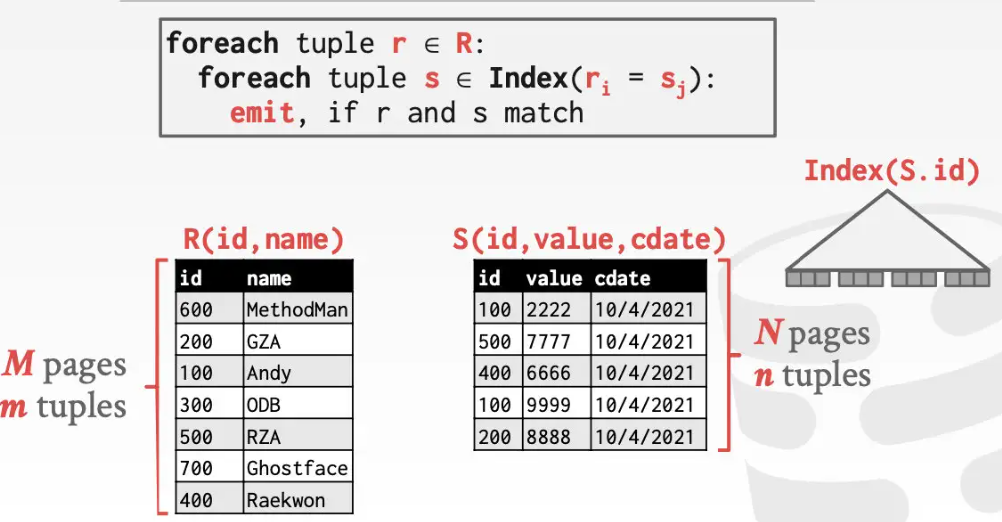 foreach tuple r ∈ R:
foreach tuple s ∈ Index(ri = sj):
emit, if r and s match
Index(S.id)
R(id,name)
id name
600 MethodMan
200 GZA
100 Andy
300 ODB
500 RZA
700 Ghostface
400 Raekwon
M pages
m tuples
S(id,value,cdate)
id value cdate
100 2222 10/4/2021
500 7777 10/4/2021
400 6666 10/4/2021
100 9999 10/4/2021
200 8888 10/4/2021
N pages
n tuples